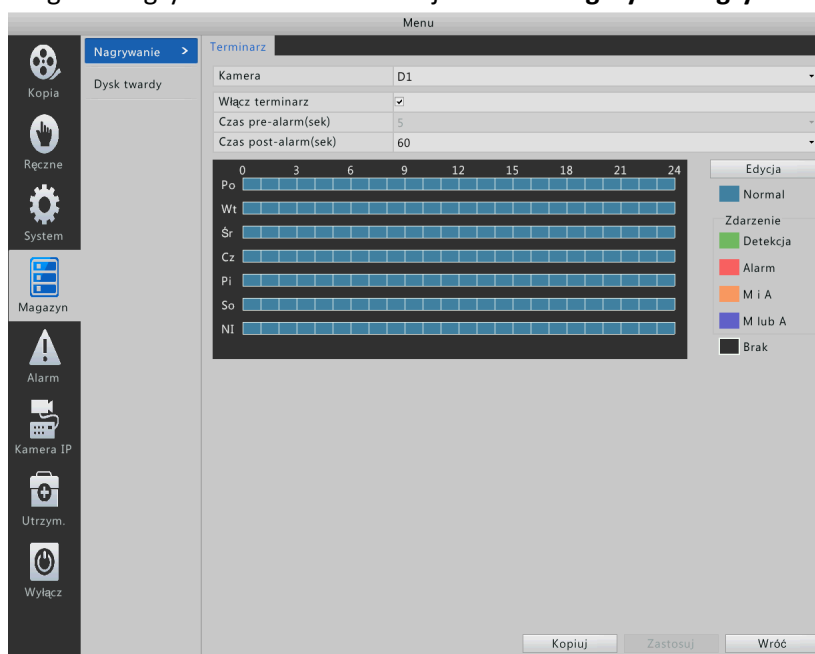 Menu
Kopia
Ręczne
System
Magazyn
Alarm
Kamera IP
Utrzym.
Wyłącz
Nagrywanie >
Dysk twardy
Terminarz
Kamera D1
Włącz terminarz
Czas pre-alarm(sek) 5
Czas post-alarm(sek) 60
0 3 6 9 12 15 18 21 24
Po
Wt
Śr
Cz
Pi
So
NI
Edycja
Normal
Zdarzenie
Detekcja
Alarm
M i A
M lub A
Brak
Kopiuj Zastosuj Wróć